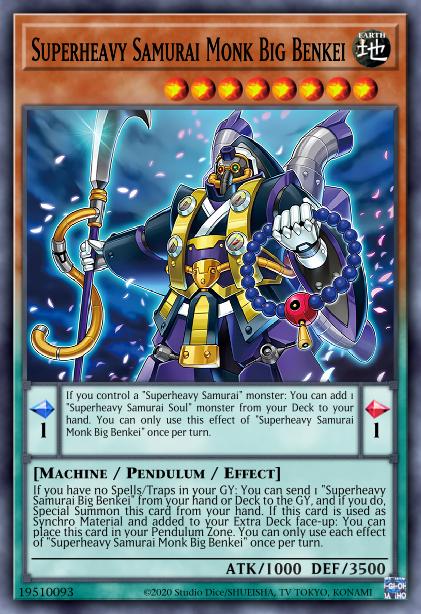 Superheavy Samurai Monk Big Benkei
EARTH
地
If you control a "Superheavy Samurai" monster: You can add 1
"Superheavy Samurai Soul" monster from your Deck to your
hand. You can only use this effect of "Superheavy Samurai
Monk Big Benkei" once per turn.
1
1
[Machine / Pendulum / Effect]
If you have no Spells/Traps in your GY: You can send 1 "Superheavy
Samurai Big Benkei" from your hand or Deck to the GY, and if you do,
Special Summon this card from your hand. If this card is used as
Synchro Material and added to your Extra Deck face-up: You can
place this card in your Pendulum Zone. You can only use each effect
of "Superheavy Samurai Monk Big Benkei" once per turn.
ATK/1000 DEF/3500
19510093
©2020 Studio Dice/SHUEISHA, TV TOKYO, KONAMI